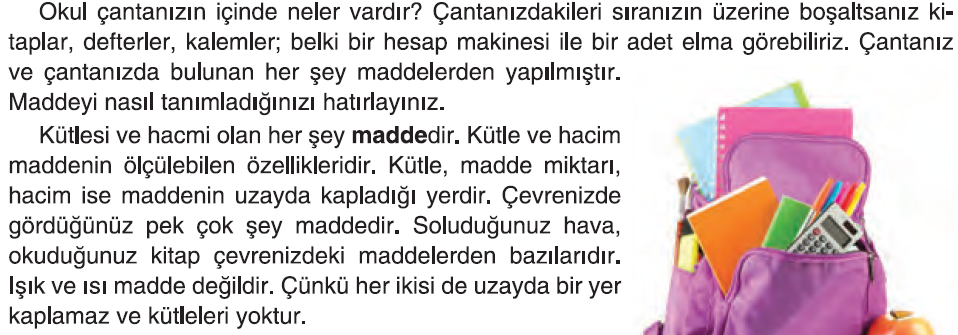 Okul çantanızın içinde neler vardır? Çantanızdakileri sıranızın üzerine boşaltsanız ki-
taplar, defterler, kalemler; belki bir hesap makinesi ile bir adet elma görebiliriz. Çantanız
ve çantanızda bulunan her şey maddelerden yapılmıştır.
Maddeyi nasıl tanımladığınızı hatırlayınız.
Kütlesi ve hacmi olan her şey maddedir. Kütle ve hacim
maddenin ölçülebilen özellikleridir. Kütle, madde miktarı,
hacim ise maddenin uzayda kapladığı yerdir. Çevrenizde
gördüğünüz pek çok şey maddedir. Soluduğunuz hava,
okuduğunuz kitap çevrenizdeki maddelerden bazılarıdır.
Işık ve ısı madde değildir. Çünkü her ikisi de uzayda bir yer
kaplamaz ve kütleleri yoktur.